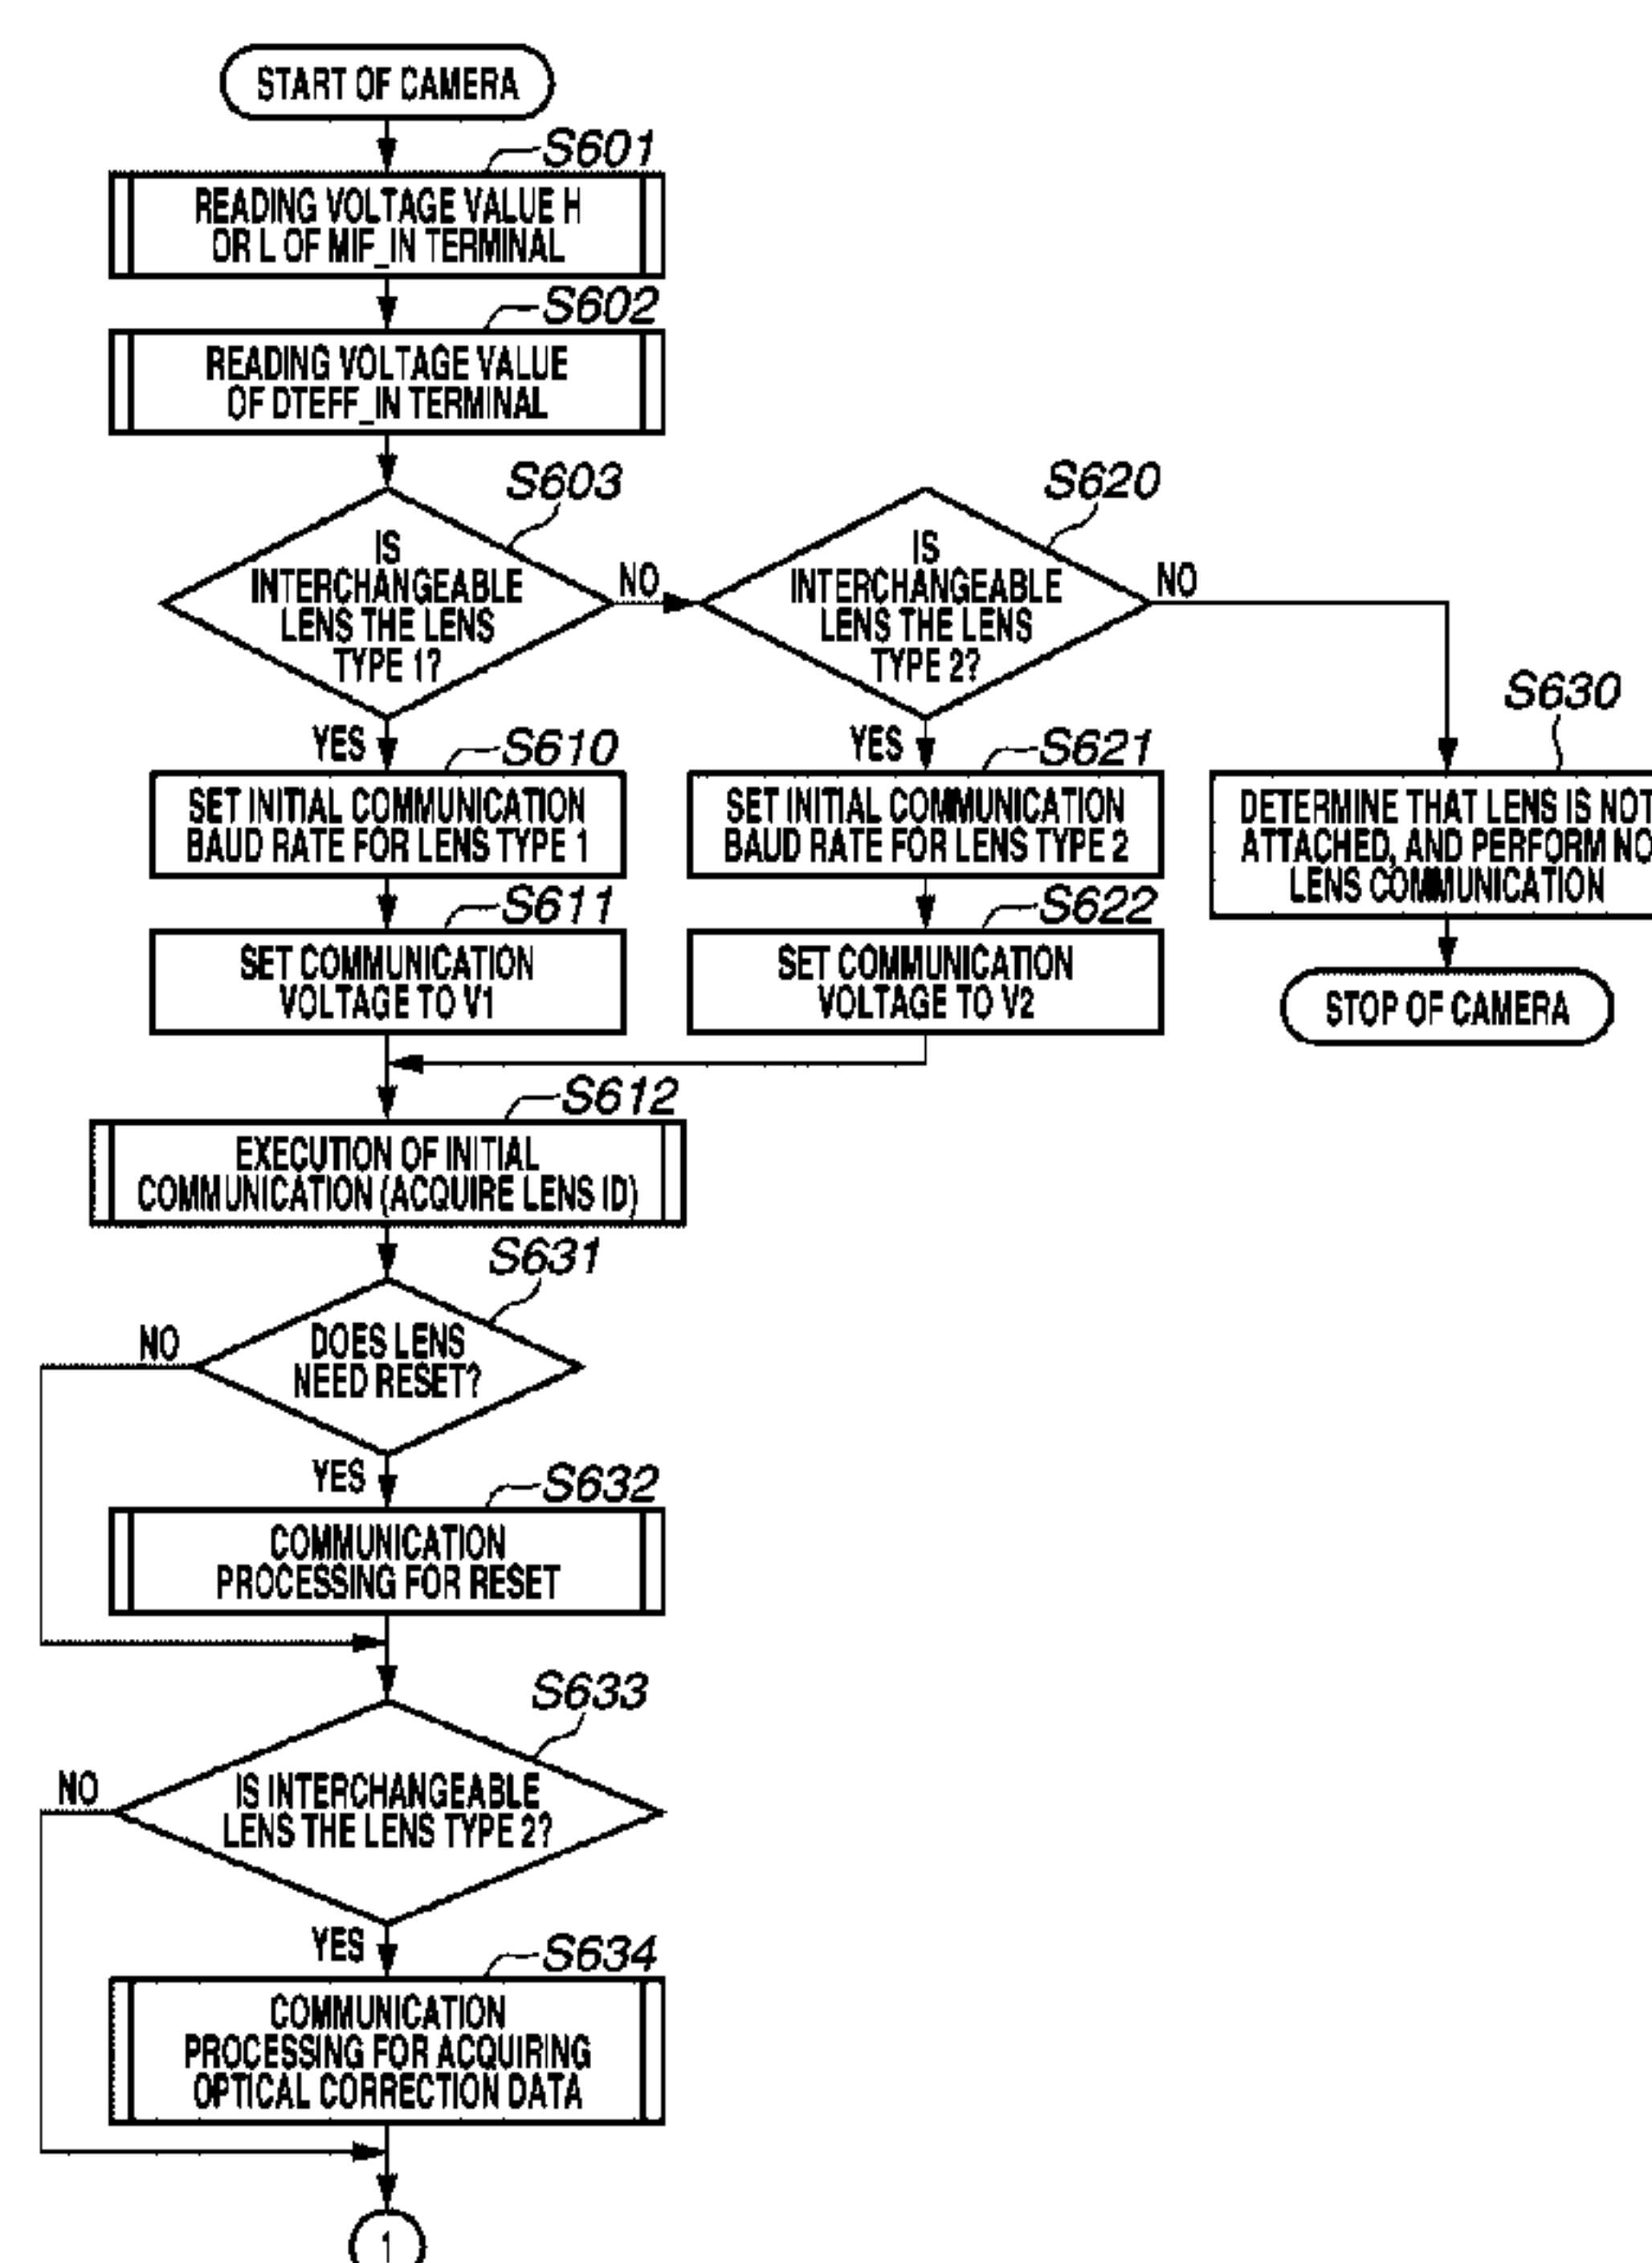 START OF CAMERA
S601
READING VOLTAGE VALUE H
OR L OF MIF_IN TERMINAL
S602
READING VOLTAGE VALUE
OF DTEFF_IN TERMINAL
S603
IS
INTERCHANGEABLE
LENS THE LENS
TYPE 1?
NO
S620
IS
INTERCHANGEABLE
LENS THE LENS
TYPE 2?
NO
YES
S610
SET INITIAL COMMUNICATION
BAUD RATE FOR LENS TYPE 1
YES
S621
SET INITIAL COMMUNICATION
BAUD RATE FOR LENS TYPE 2
S630
DETERMINE THAT LENS IS NOT
ATTACHED, AND PERFORM NO
LENS COMMUNICATION
S611
SET COMMUNICATION
VOLTAGE TO V1
S622
SET COMMUNICATION
VOLTAGE TO V2
STOP OF CAMERA
S612
EXECUTION OF INITIAL
COMMUNICATION (ACQUIRE LENS ID)
S631
NO
DOES LENS
NEED RESET?
YES
S632
COMMUNICATION
PROCESSING FOR RESET
S633
NO
IS INTERCHANGEABLE
LENS THE LENS TYPE 2?
YES
S634
COMMUNICATION
PROCESSING FOR ACQUIRING
OPTICAL CORRECTION DATA
1